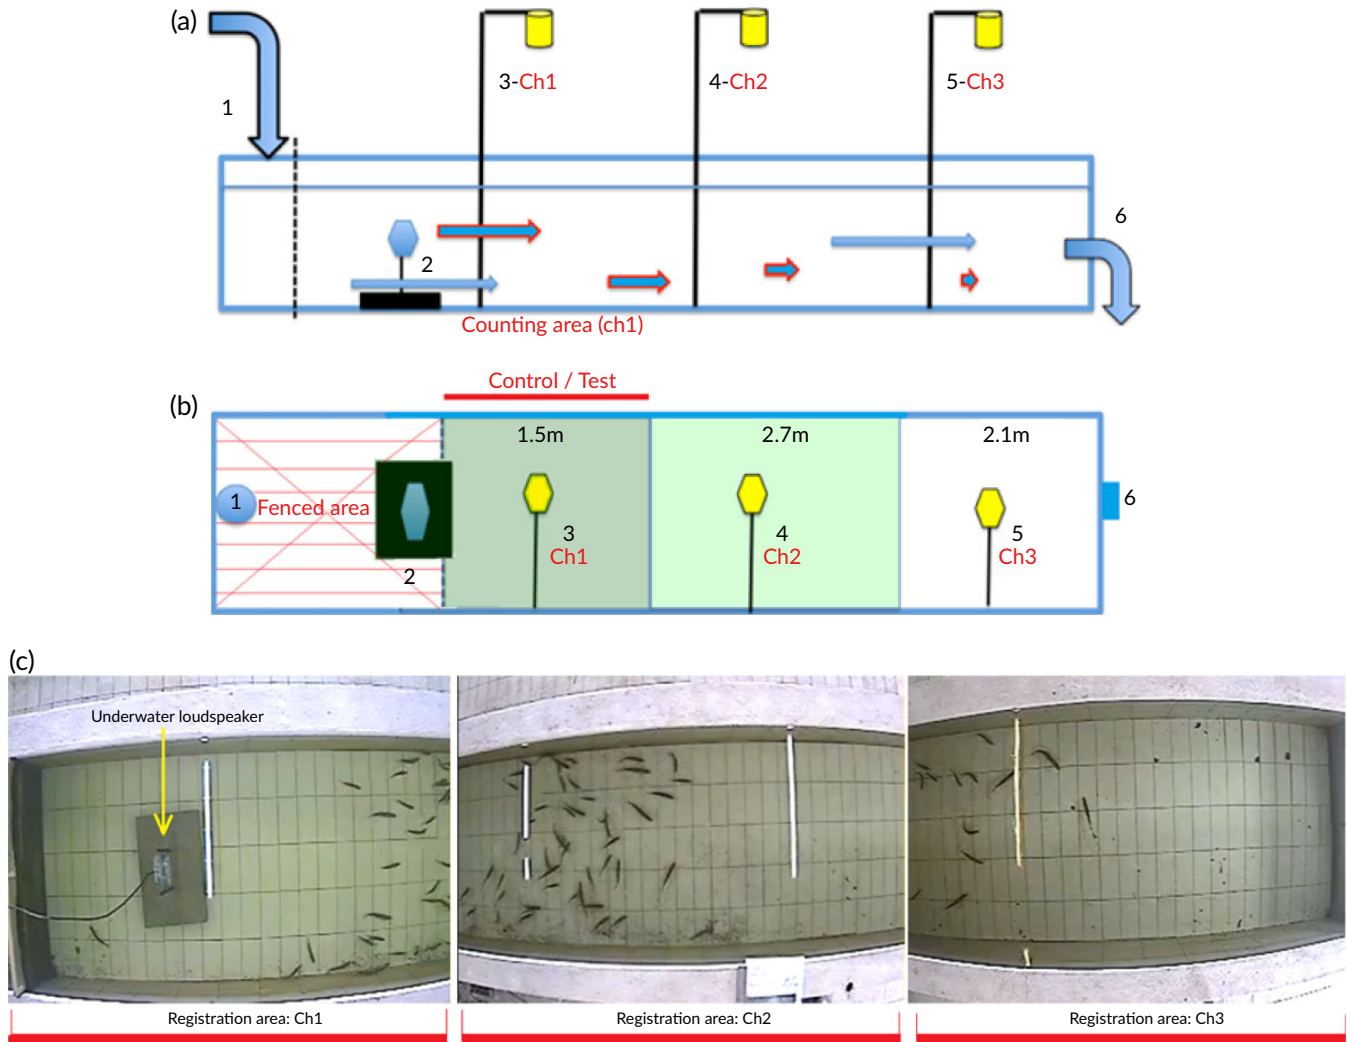 (a)
1
3-Ch1
4-Ch2
5-Ch3
2
6
Counting area (ch1)
Control / Test
(b)
1.5m
2.7m
2.1m
1
Fenced area
2
3
Ch1
4
Ch2
5
Ch3
6
(c)
Underwater loudspeaker
Registration area: Ch1
Registration area: Ch2
Registration area: Ch3